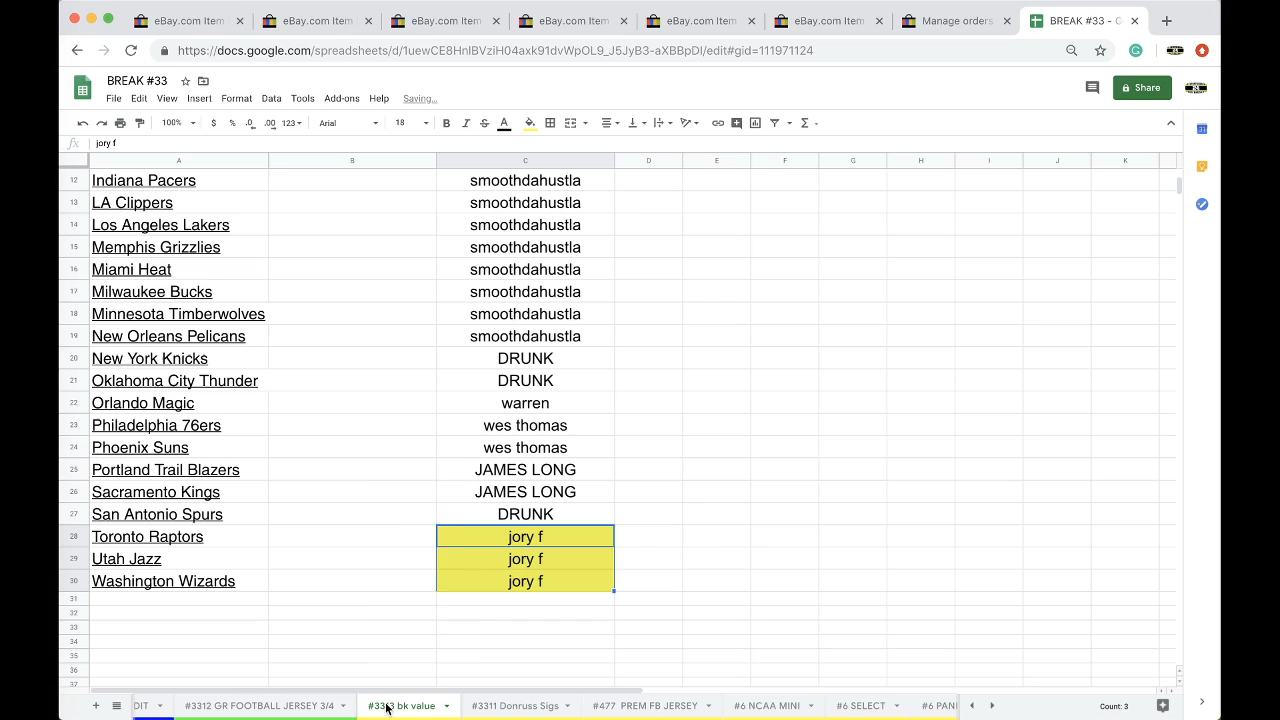 eBay.com Item
eBay.com Item
eBay.com Item
eBay.com Item
eBay.com Item
eBay.com Item
Manage orders
BREAK #33 - G
https://docs.google.com/spreadsheets/d/1uewCE8HnIBVziH04axk91dvWpOL9_J5JyB3-aXBBpDI/edit#gid=111971124
BREAK #33
File Edit View Insert Format Data Tools Add-ons Help Saving...
Share
100% $ % .0 .00 123 Arial 18 B I S A
fx jory f
A B C D E F G H I J K
12 Indiana Pacers smoothdahustla
13 LA Clippers smoothdahustla
14 Los Angeles Lakers smoothdahustla
15 Memphis Grizzlies smoothdahustla
16 Miami Heat smoothdahustla
17 Milwaukee Bucks smoothdahustla
18 Minnesota Timberwolves smoothdahustla
19 New Orleans Pelicans smoothdahustla
20 New York Knicks DRUNK
21 Oklahoma City Thunder DRUNK
22 Orlando Magic warren
23 Philadelphia 76ers wes thomas
24 Phoenix Suns wes thomas
25 Portland Trail Blazers JAMES LONG
26 Sacramento Kings JAMES LONG
27 San Antonio Spurs DRUNK
28 Toronto Raptors jory f
29 Utah Jazz jory f
30 Washington Wizards jory f
31
32
33
34
35
36
37
DIT #3312 GR FOOTBALL JERSEY 3/4 bk value #3311 Donruss Sigs #477 PREM FB JERSEY #6 NCAA MINI #6 SELECT #6 PANI Count: 3